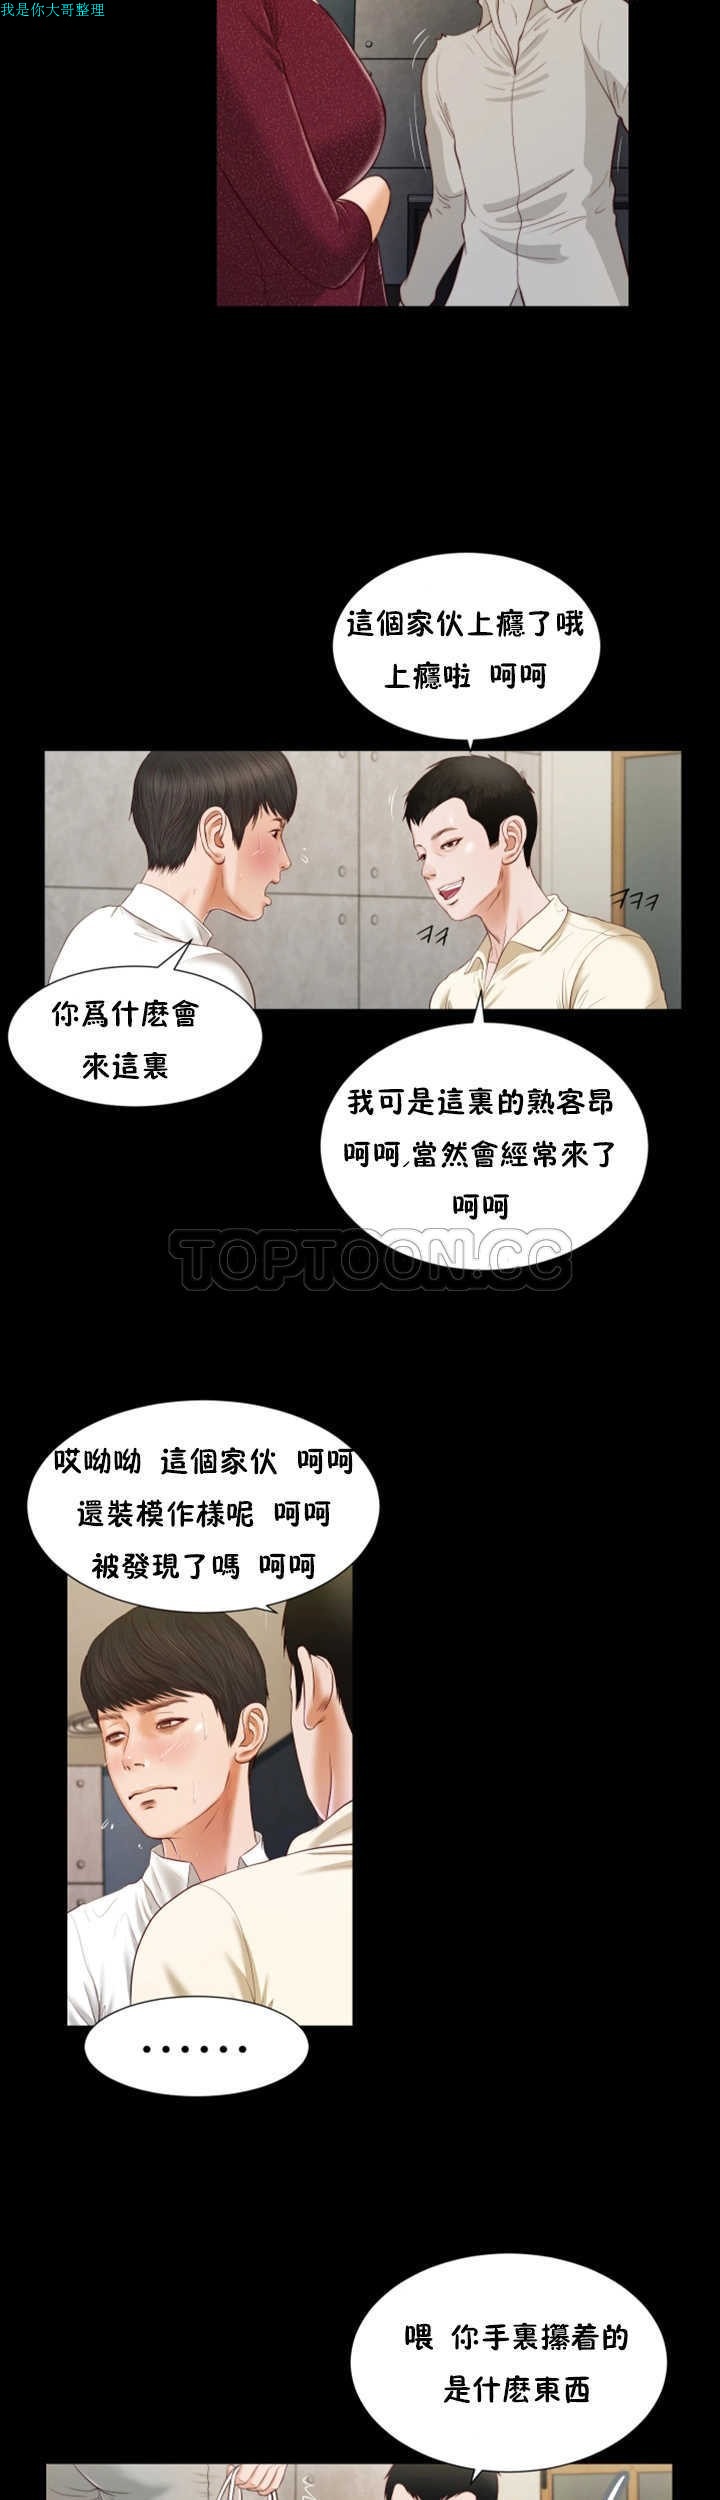 我是你大哥整理
這個家伙上癮了哦
上癮啦 呵呵
ㅋㅋㅋ
ㅋㅋㅋ
你爲什麽會
來這裏
我可是這裏的熟客昂
呵呵,當然會經常來了
呵呵
TOPTOON.CC
哎呦呦 這個家伙 呵呵
還裝模作樣呢 呵呵
被發現了嗎 呵呵
······
喂 你手裏攥着的
是什麽東西